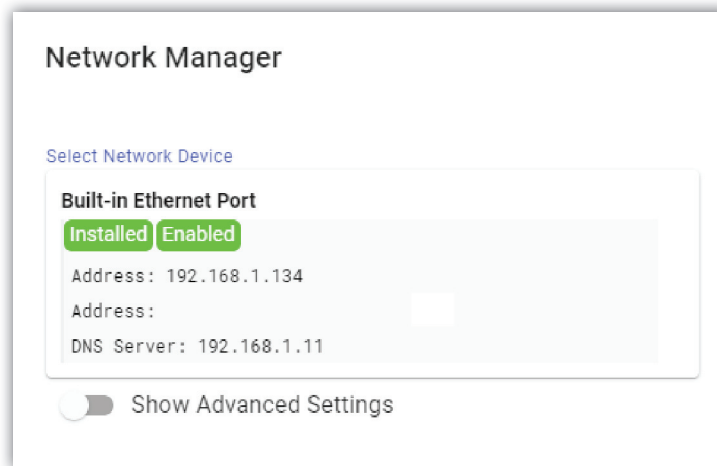 Network Manager
Select Network Device
Built-in Ethernet Port
Installed Enabled
Address: 192.168.1.134
Address:
DNS Server: 192.168.1.11
Show Advanced Settings